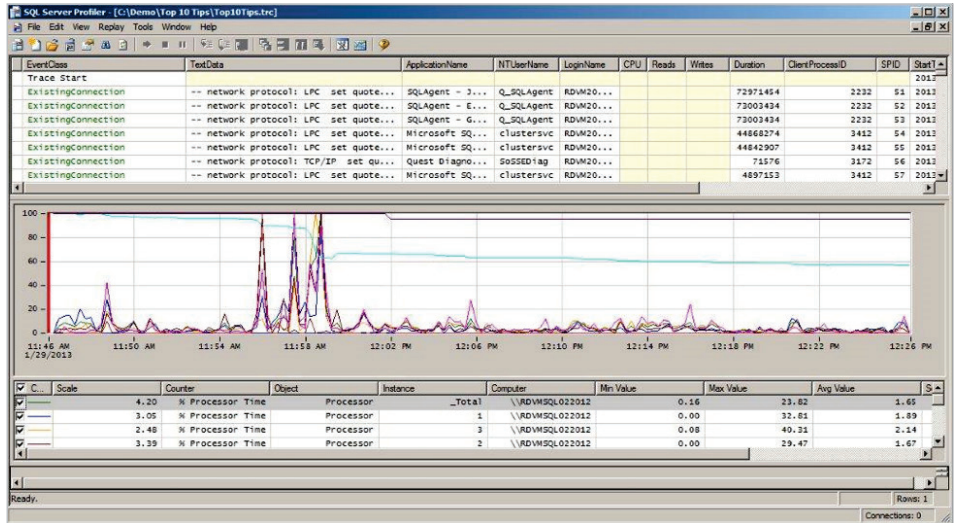 SQL Server Profiler - [C:\Demo\Top 10 Tips\Top10Tips.trc]
File Edit View Replay Tools Window Help
EventClass TextData ApplicationName NTUserName LoginName CPU Reads Writes Duration ClientProcessID SPID StartT
Trace Start 2013
ExistingConnection -- network protocol: LPC set quote... SQLAgent - J... Q_SQLAgent RDVM20... 72971454 2232 51 2013
ExistingConnection -- network protocol: LPC set quote... SQLAgent - E... Q_SQLAgent RDVM20... 73003434 2232 52 2013
ExistingConnection -- network protocol: LPC set quote... SQLAgent - G... Q_SQLAgent RDVM20... 73003434 2232 53 2013
ExistingConnection -- network protocol: LPC set quote... Microsoft SQ... clustersvc RDVM20... 44868274 3412 54 2013
ExistingConnection -- network protocol: LPC set quote... Microsoft SQ... clustersvc RDVM20... 44842907 3412 55 2013
ExistingConnection -- network protocol: TCP/IP set qu... Quest Diagno... SoSSEDiag RDVM20... 71576 3172 56 2013
ExistingConnection -- network protocol: LPC set quote... Microsoft SQ... clustersvc RDVM20... 4897153 3412 57 2013
100
80
60
40
20
0
11:46 AM 11:50 AM 11:54 AM 11:58 AM 12:02 PM 12:06 PM 12:10 PM 12:14 PM 12:18 PM 12:22 PM 12:26 PM
1/29/2013
C... Scale Counter Object Instance Computer Min Value Max Value Avg Value S
4.20 % Processor Time Processor _Total \\RDVMSQL022012 0.16 23.82 1.65
3.05 % Processor Time Processor 1 \\RDVMSQL022012 0.00 32.81 1.89
2.48 % Processor Time Processor 3 \\RDVMSQL022012 0.08 40.31 2.14
3.39 % Processor Time Processor 2 \\RDVMSQL022012 0.00 29.47 1.67
Ready. Rows: 1
Connections: 0